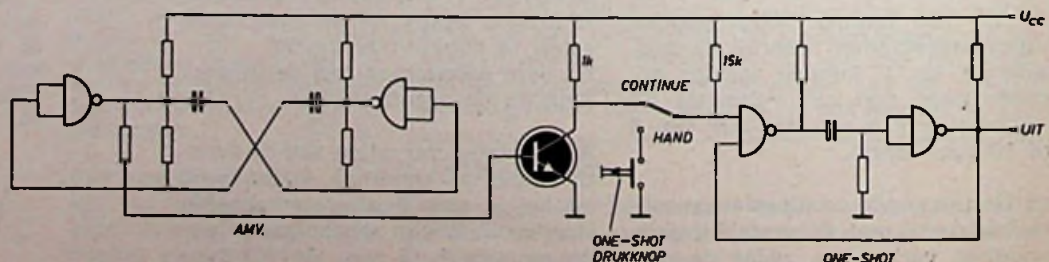 UCC
1k
15k
CONTINUE
HAND
UIT
AMV.
ONE-SHOT
DRUKKNOP
ONE-SHOT